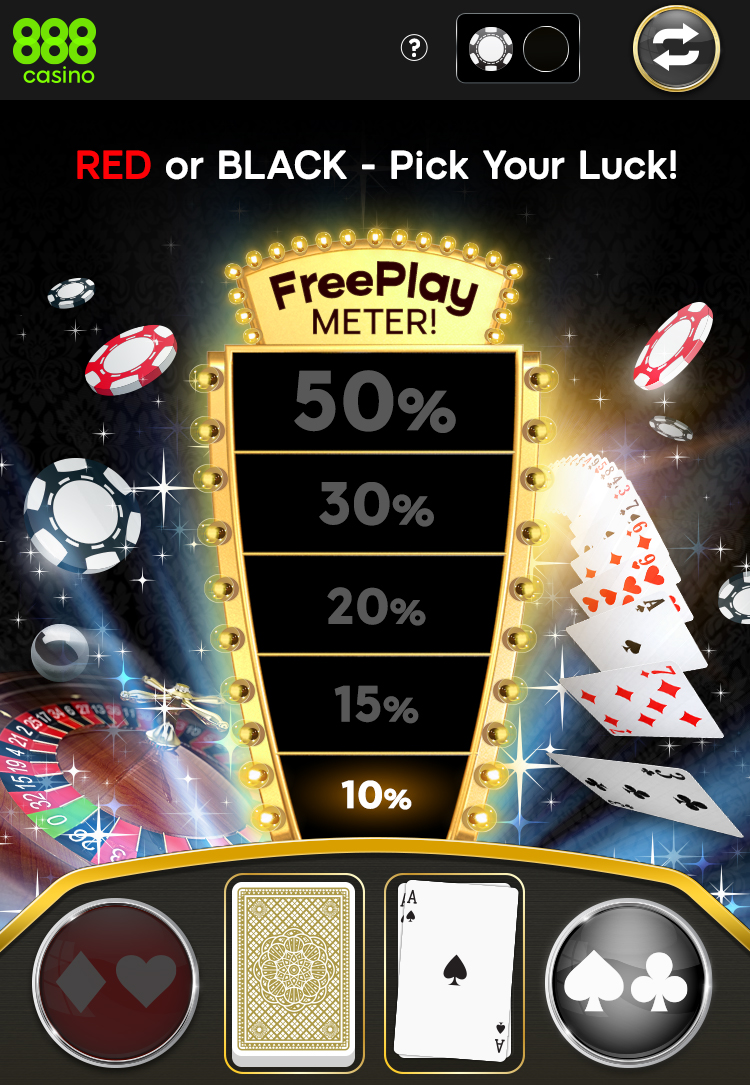 888
casino
?
RED or BLACK - Pick Your Luck!
FreePlay
METER!
50%
30%
20%
15%
10%
A
A
A